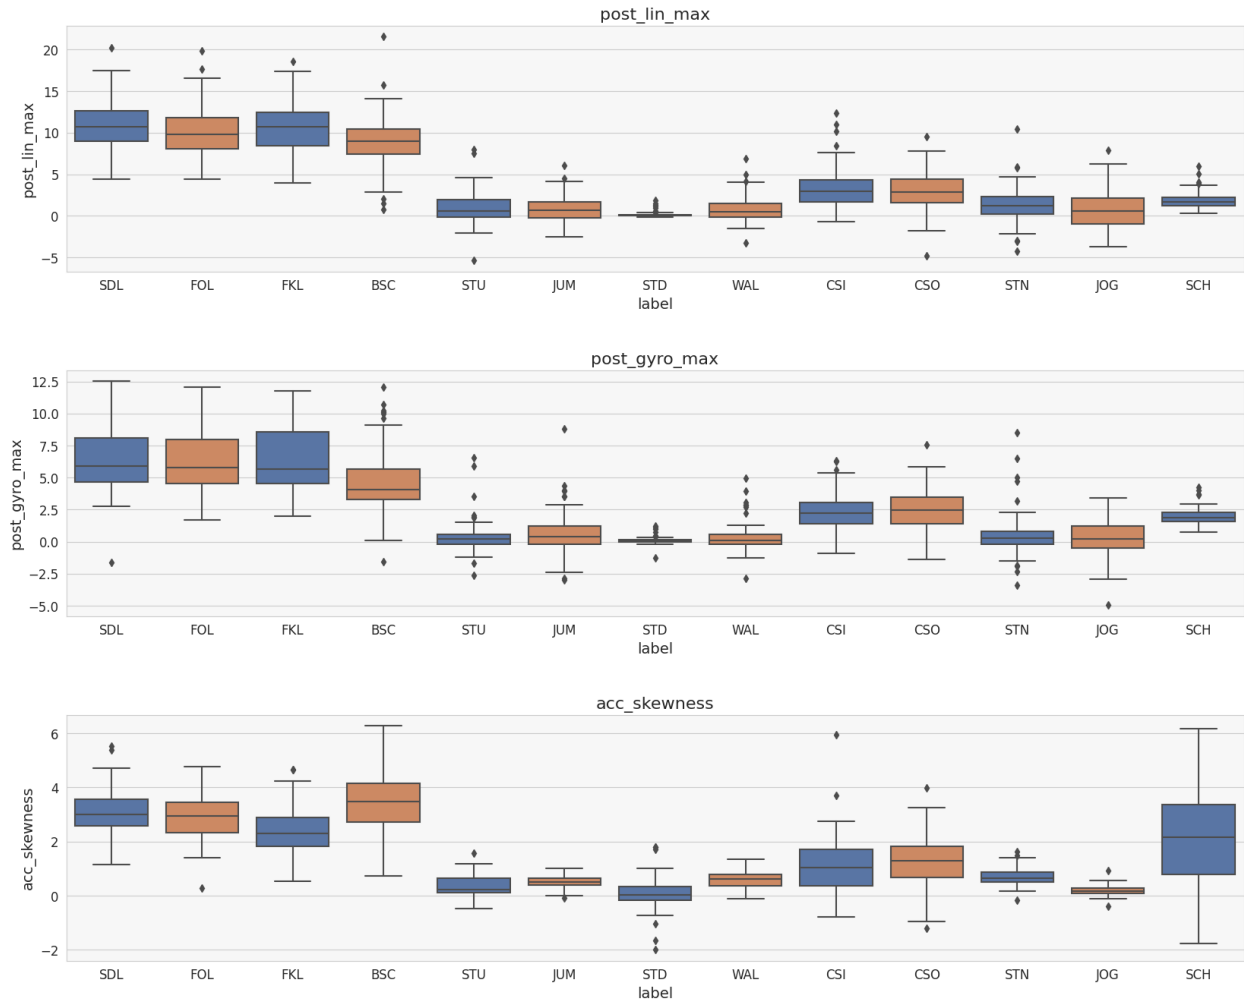 post_lin_max
20
15
10
5
0
−5
post_lin_max
SDL FOL FKL BSC STU JUM STD WAL CSI CSO STN JOG SCH
label
post_gyro_max
12.5
10.0
7.5
5.0
2.5
0.0
−2.5
−5.0
post_gyro_max
SDL FOL FKL BSC STU JUM STD WAL CSI CSO STN JOG SCH
label
acc_skewness
6
4
2
0
−2
acc_skewness
SDL FOL FKL BSC STU JUM STD WAL CSI CSO STN JOG SCH
label